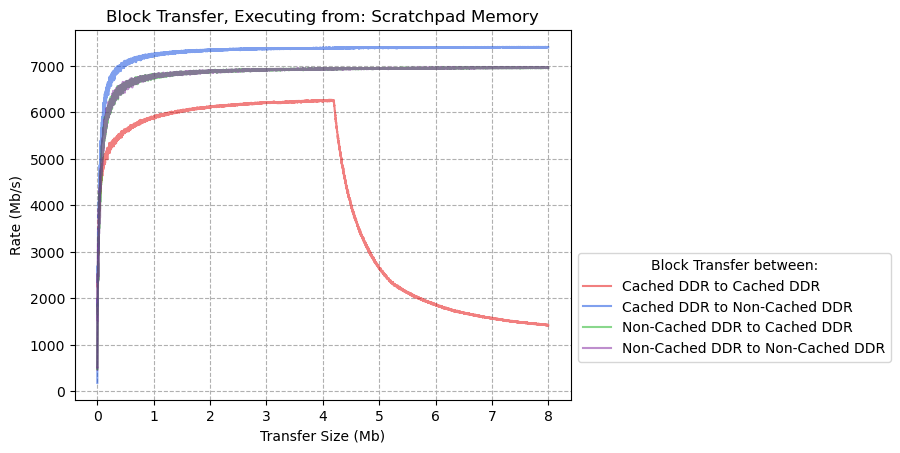 Block Transfer, Executing from: Scratchpad Memory
Rate (Mb/s)
7000
6000
5000
4000
3000
2000
1000
0
0 1 2 3 4 5 6 7 8
Transfer Size (Mb)
Block Transfer between:
Cached DDR to Cached DDR
Cached DDR to Non-Cached DDR
Non-Cached DDR to Cached DDR
Non-Cached DDR to Non-Cached DDR